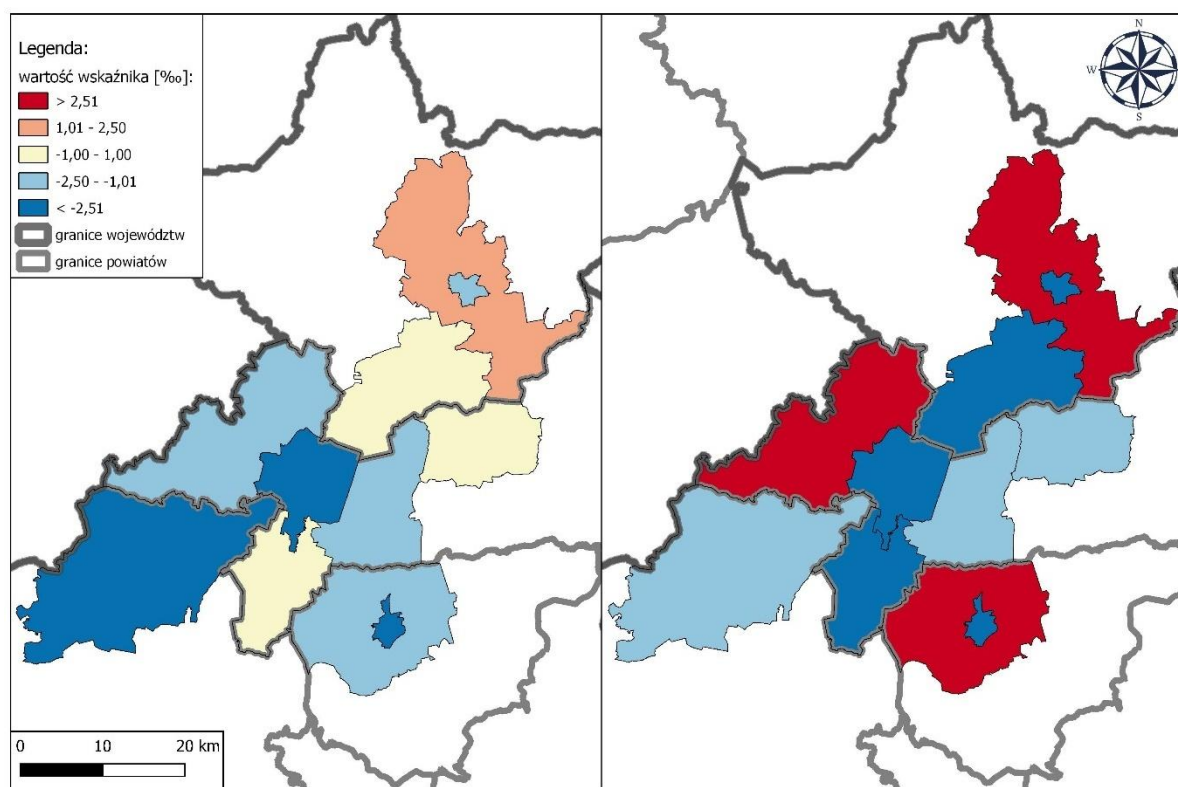 Legenda:
wartość wskaźnika [‰]:
> 2,51
1,01 - 2,50
-1,00 - 1,00
-2,50 - -1,01
< -2,51
granice województw
granice powiatów
N
W
E
S
0 10 20 km